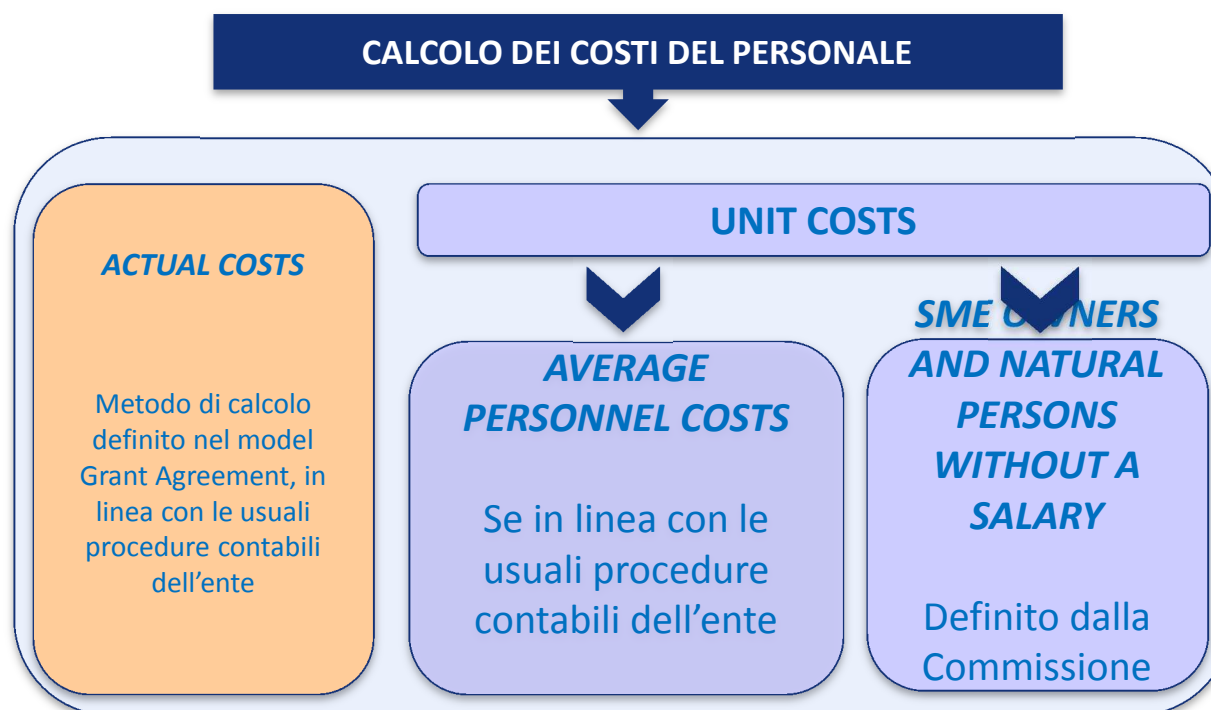 CALCOLO DEI COSTI DEL PERSONALE
ACTUAL COSTS
Metodo di calcolo
definito nel model
Grant Agreement, in
linea con le usuali
procedure contabili
dell’ente
UNIT COSTS
AVERAGE
PERSONNEL COSTS
Se in linea con le
usuali procedure
contabili dell’ente
SME OWNERS
AND NATURAL
PERSONS
WITHOUT A
SALARY
Definito dalla
Commissione